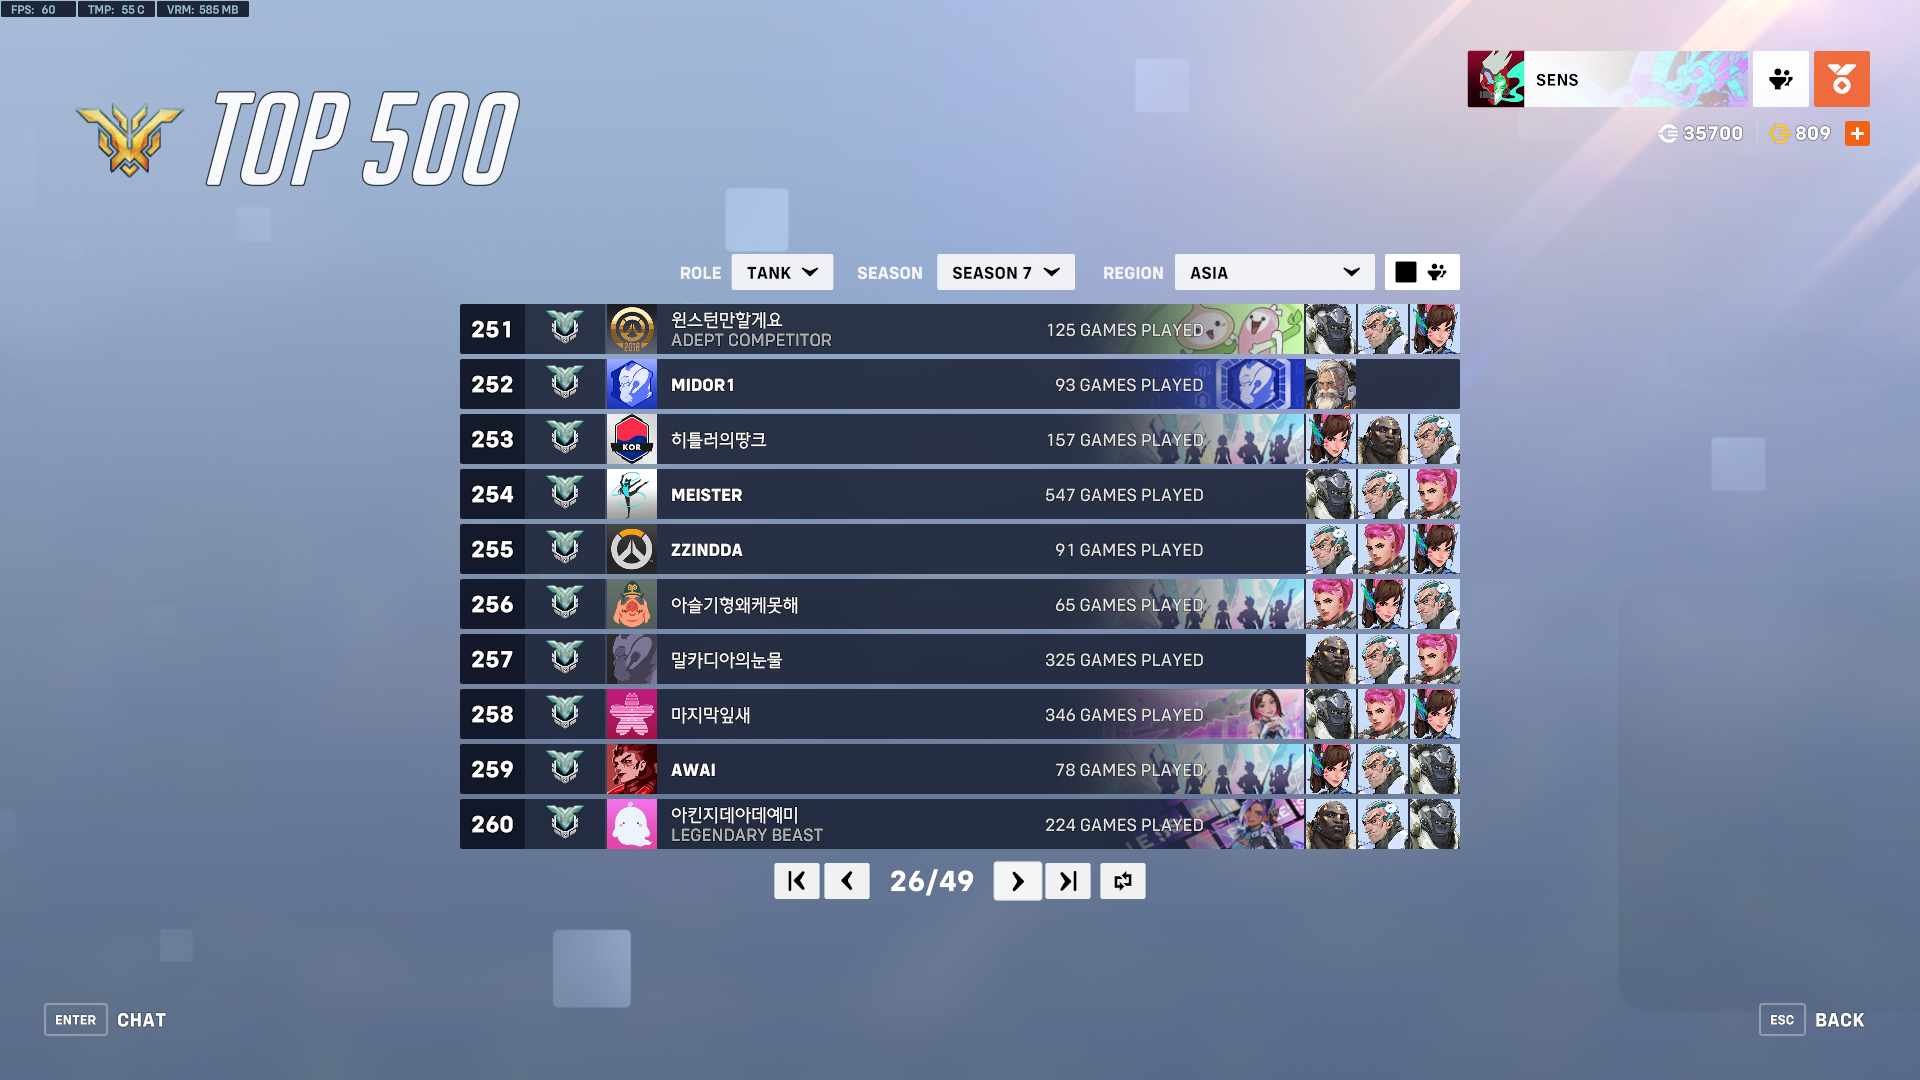 FPS: 60 TMP: 55 C VRM: 585 MB
TOP 500
SENS
35700 809
ROLE TANK SEASON SEASON 7 REGION ASIA
251 2016 윈스턴만할게요 125 GAMES PLAYED
ADEPT COMPETITOR
252 MIDOR1 93 GAMES PLAYED
253 KOR 히틀러의땅크 157 GAMES PLAYED
254 MEISTER 547 GAMES PLAYED
255 ZZINDDA 91 GAMES PLAYED
256 아슬기형왜케못해 65 GAMES PLAYED
257 말카디아의눈물 325 GAMES PLAYED
258 마지막잎새 346 GAMES PLAYED
259 AWAI 78 GAMES PLAYED
260 아킨지데아데예미 224 GAMES PLAYED
LEGENDARY BEAST
26/49
ENTER CHAT
ESC BACK